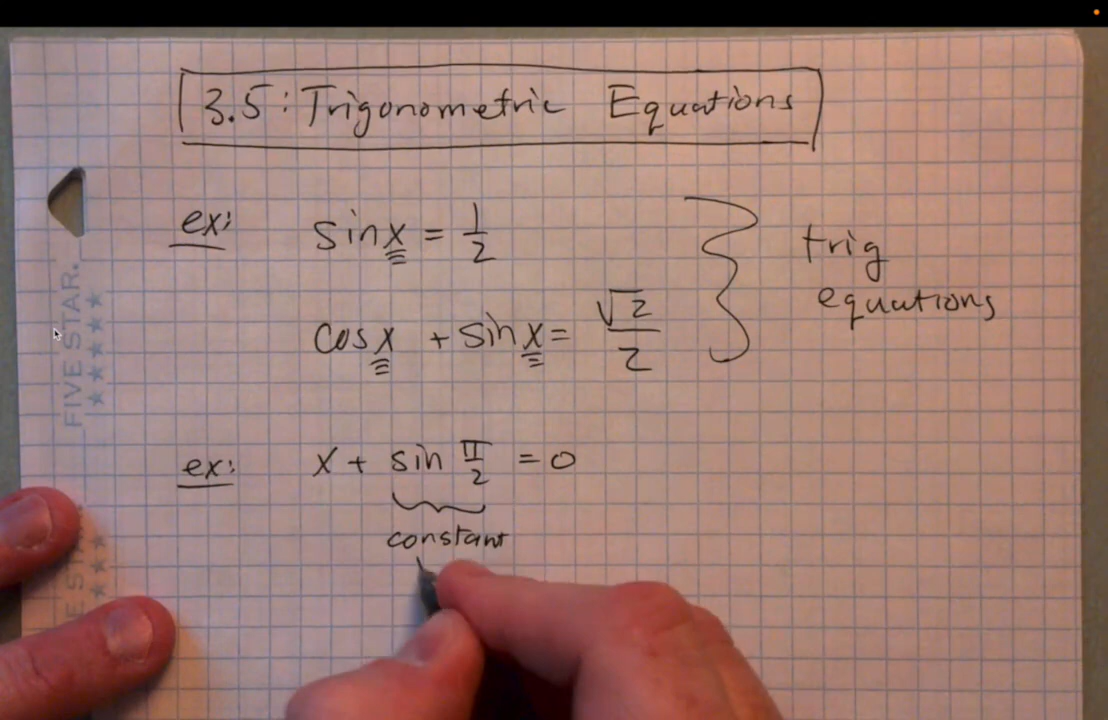 3.5: Trigonometric Equations
ex: sin x = 1/2
cos x + sin x = √2/2
trig
equations
ex: x + sin π/2 = 0
constant
FIVE STAR.